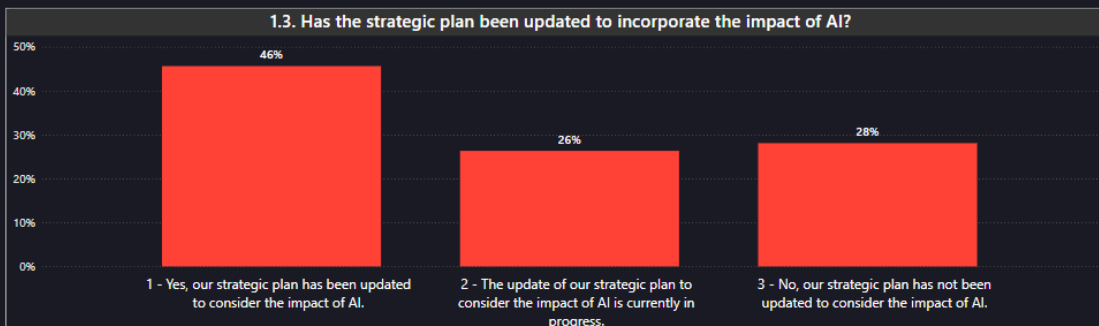 1.3. Has the strategic plan been updated to incorporate the impact of AI?
50%
40%
30%
20%
10%
0%
46%
26%
28%
1 - Yes, our strategic plan has been updated
to consider the impact of AI.
2 - The update of our strategic plan to
consider the impact of AI is currently in
progress.
3 - No, our strategic plan has not been
updated to consider the impact of AI.